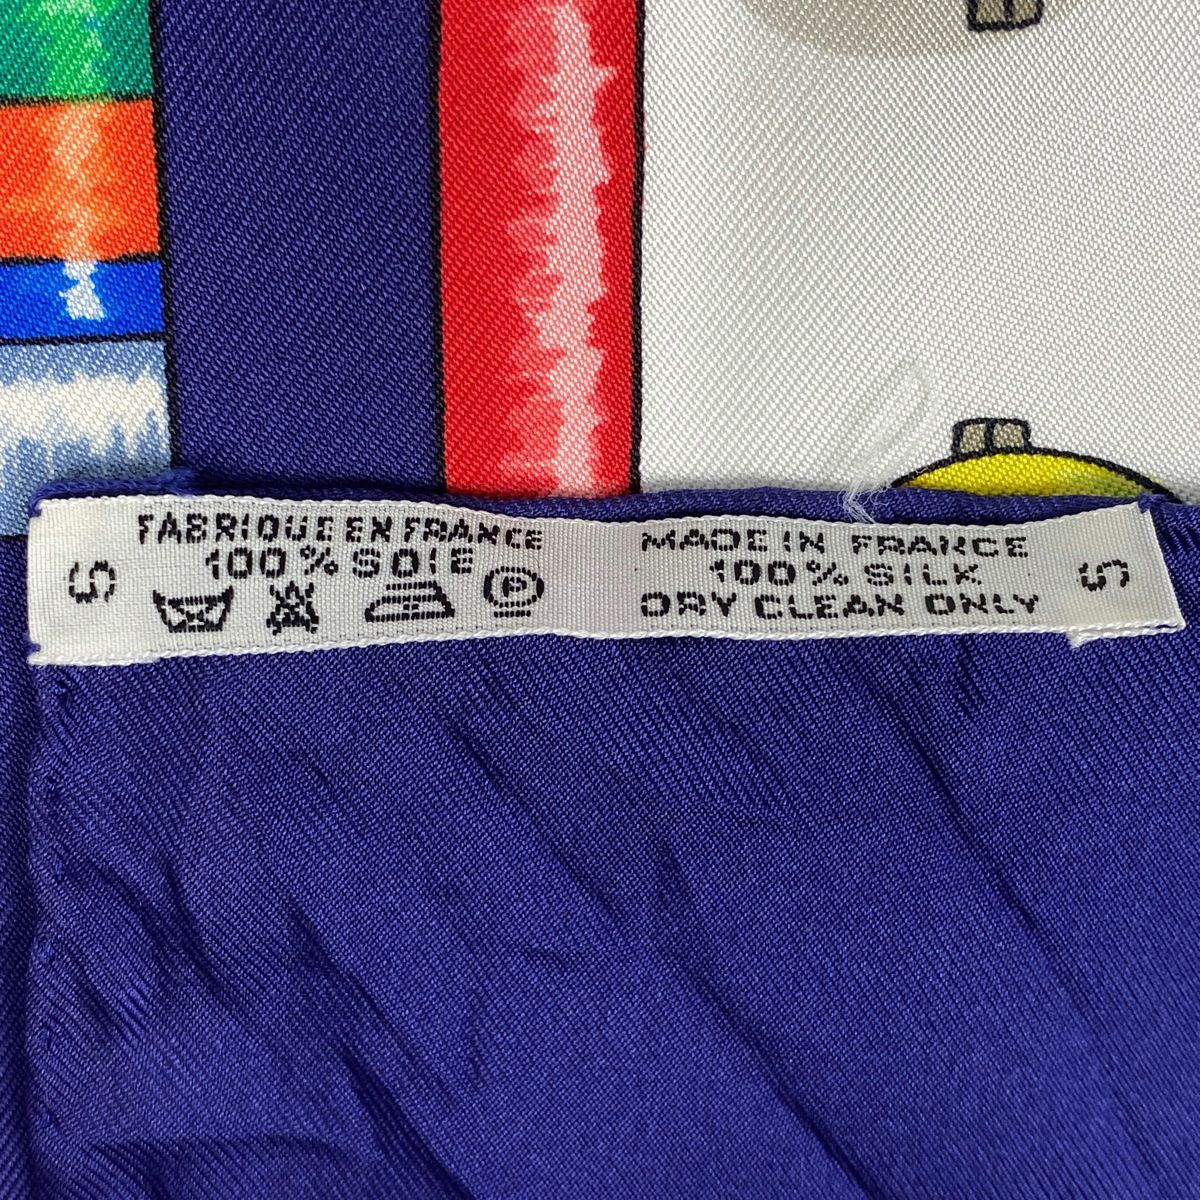 FABRIQUE EN FRANCE
100% SOIE
P
MADE IN FRANCE
100% SILK
DRY CLEAN ONLY
S
S